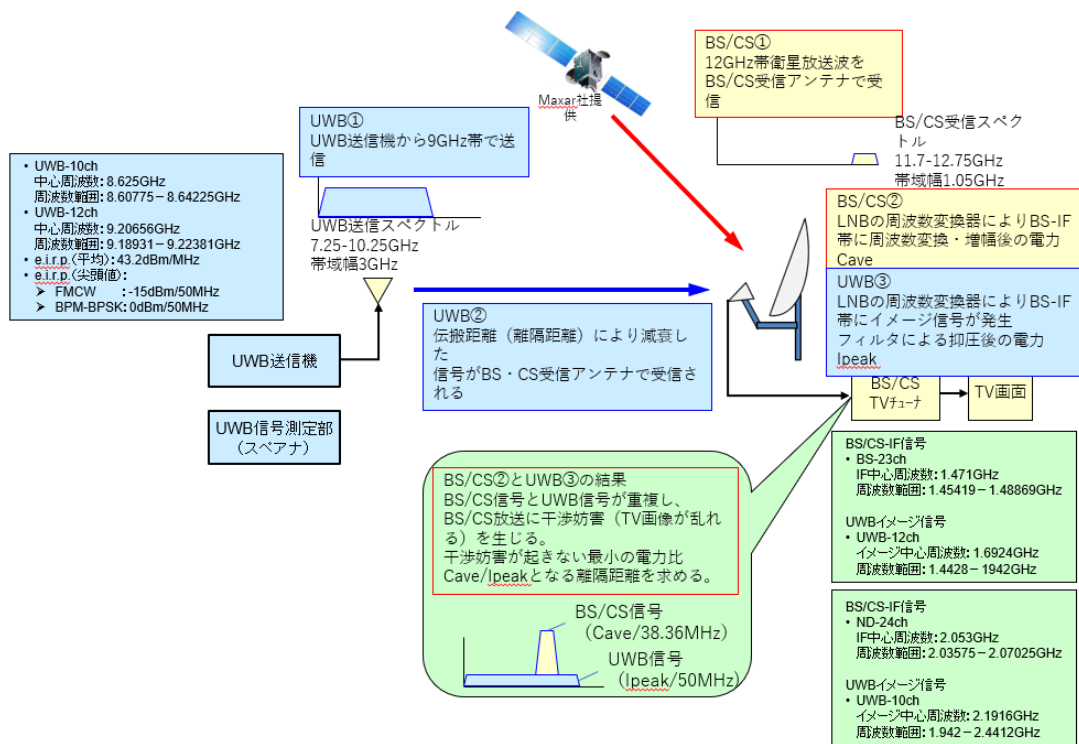 BS/CS①
12GHz帯衛星放送波を
BS/CS受信アンテナで受
信
Maxar社提
供
UWB①
UWB送信機から9GHz帯で送
信
BS/CS受信スペク
トル
11.7-12.75GHz
帯域幅1.05GHz
• UWB-10ch
中心周波数: 8.625GHz
周波数範囲: 8.60775－8.64225GHz
• UWB-12ch
中心周波数: 9.20656GHz
周波数範囲: 9.18931－9.22381GHz
• e.i.r.p.(平均): 43.2dBm/MHz
• e.i.r.p.(尖頭値):
➤ FMCW : -15dBm/50MHz
➤ BPM-BPSK: 0dBm/50MHz
UWB送信スペクトル
7.25-10.25GHz
帯域幅3GHz
BS/CS②
LNBの周波数変換器によりBS-IF
帯に周波数変換・増幅後の電力
Cave
UWB③
LNBの周波数変換器によりBS-IF
帯にイメージ信号が発生
フィルタによる抑圧後の電力
Ipeak
UWB②
伝搬距離（離隔距離）により減衰し
た
信号がBS・CS受信アンテナで受信さ
れる
UWB送信機
UWB信号測定部
（スペアナ）
BS/CS
TVﾁｭｰﾅ
TV画面
BS/CS②とUWB③の結果
BS/CS信号とUWB信号が重複し、
BS/CS放送に干渉妨害（TV画像が乱れ
る）を生じる。
干渉妨害が起きない最小の電力比
Cave/Ipeakとなる離隔距離を求める。
BS/CS信号
（Cave/38.36MHz）
UWB信号
（Ipeak/50MHz）
BS/CS-IF信号
• BS-23ch
IF中心周波数: 1.471GHz
周波数範囲: 1.45419－1.48869GHz
UWBイメージ信号
• UWB-12ch
イメージ中心周波数: 1.6924GHz
周波数範囲: 1.4428－1942GHz
BS/CS-IF信号
• ND-24ch
IF中心周波数: 2.053GHz
周波数範囲: 2.03575－2.07025GHz
UWBイメージ信号
• UWB-10ch
イメージ中心周波数: 2.1916GHz
周波数範囲: 1.942－2.4412GHz